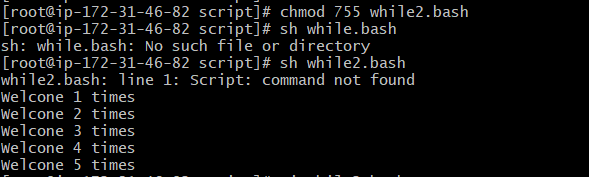 [root@ip-172-31-46-82 script]# chmod 755 while2.bash
[root@ip-172-31-46-82 script]# sh while.bash
sh: while.bash: No such file or directory
[root@ip-172-31-46-82 script]# sh while2.bash
while2.bash: line 1: Script: command not found
Welcone 1 times
Welcone 2 times
Welcone 3 times
Welcone 4 times
Welcone 5 times